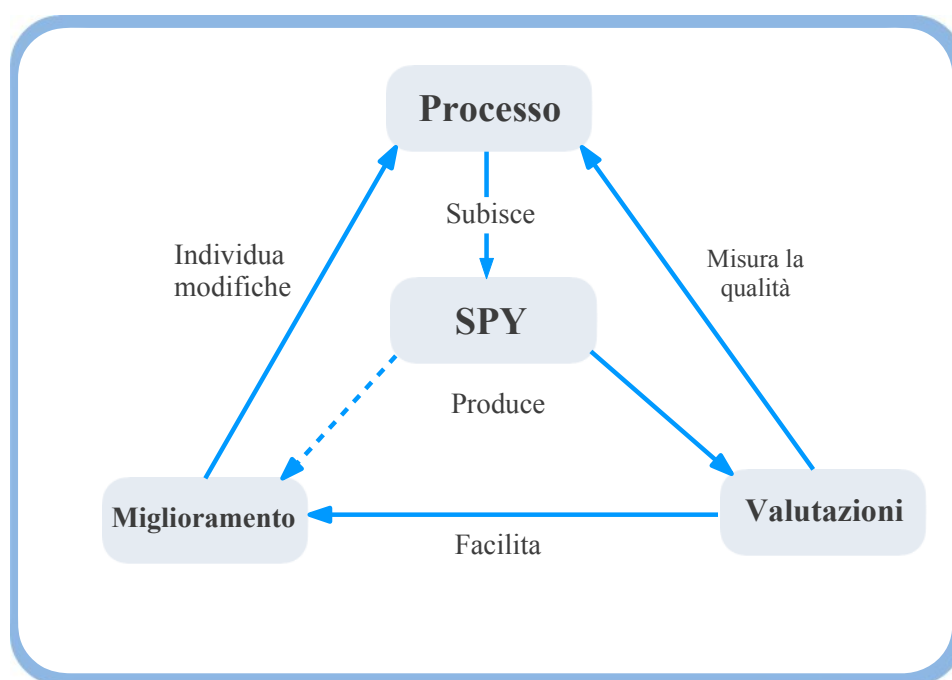 Processo
Subisce
Individua
modifiche
Misura la
qualità
SPY
Produce
Miglioramento
Valutazioni
Facilita